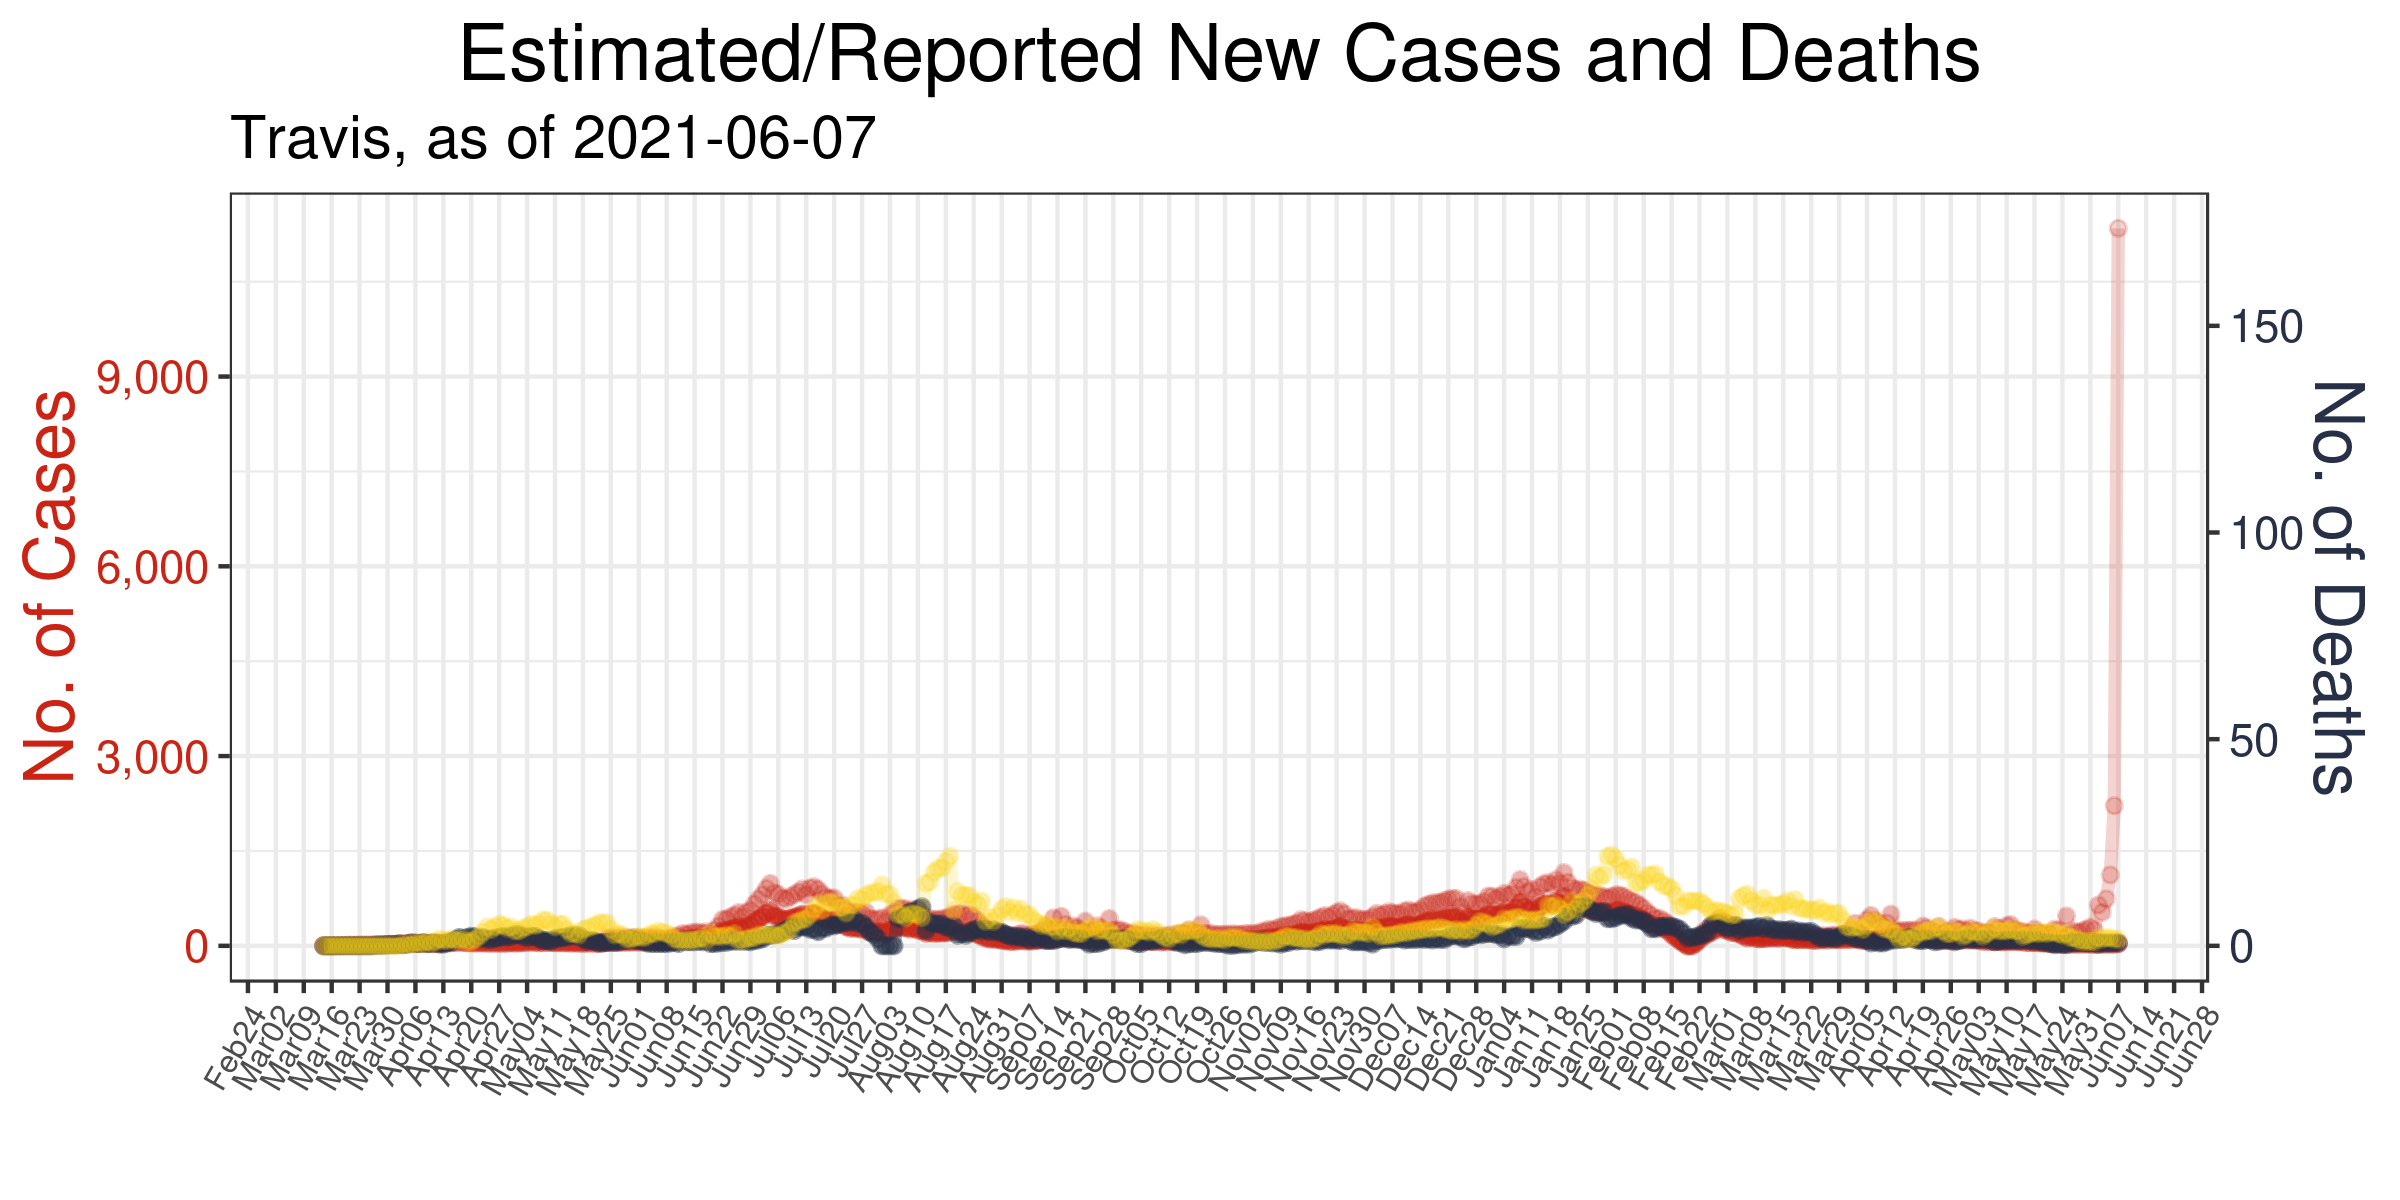 Estimated/Reported New Cases and Deaths
Travis, as of 2021-06-07
No. of Cases
9,000
6,000
3,000
0
150
100
50
0
No. of Deaths
Feb24
Mar02
Mar09
Mar16
Mar23
Mar30
Apr06
Apr13
Apr20
Apr27
May04
May11
May18
May25
Jun01
Jun08
Jun15
Jun22
Jun29
Jul06
Jul13
Jul20
Jul27
Aug03
Aug10
Aug17
Aug24
Aug31
Sep07
Sep14
Sep21
Sep28
Oct05
Oct12
Oct19
Oct26
Nov02
Nov09
Nov16
Nov23
Nov30
Dec07
Dec14
Dec21
Dec28
Jan04
Jan11
Jan18
Jan25
Feb01
Feb08
Feb15
Feb22
Mar01
Mar08
Mar15
Mar22
Mar29
Apr05
Apr12
Apr19
Apr26
May03
May10
May17
May24
May31
Jun07
Jun14
Jun21
Jun28